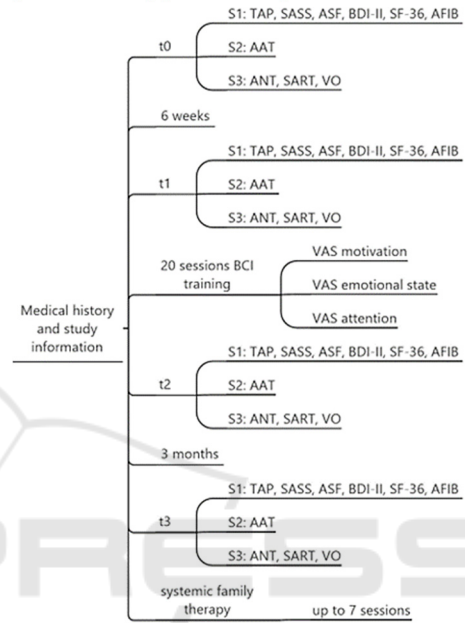 S1: TAP, SASS, ASF, BDI-II, SF-36, AFIB
t0
S2: AAT
S3: ANT, SART, VO
6 weeks
S1: TAP, SASS, ASF, BDI-II, SF-36, AFIB
t1
S2: AAT
S3: ANT, SART, VO
20 sessions BCI
training
VAS motivation
VAS emotional state
VAS attention
Medical history
and study
information
S1: TAP, SASS, ASF, BDI-II, SF-36, AFIB
t2
S2: AAT
S3: ANT, SART, VO
3 months
S1: TAP, SASS, ASF, BDI-II, SF-36, AFIB
t3
S2: AAT
S3: ANT, SART, VO
systemic family
therapy
up to 7 sessions
PRESS